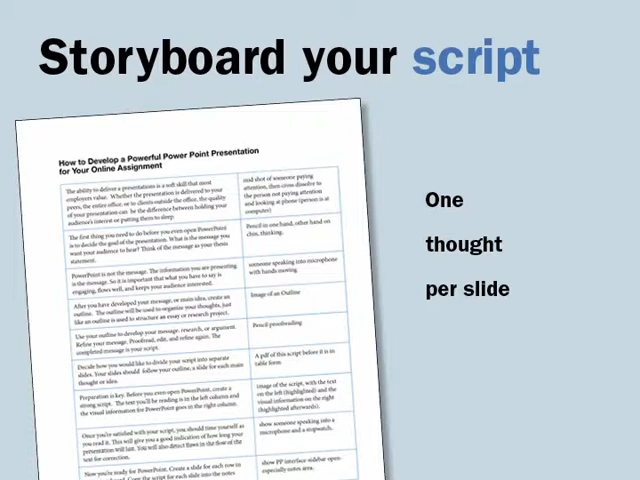 Storyboard your script
How to Develop a Powerful Power Point Presentation
for Your Online Assignment
The ability to deliver a presentations is a soft skill that most
employers value. Whether the presentation is delivered to your
peers, the entire office, or to clients outside the office, the quality
of your presentation can be the difference between holding your
audience's interest or putting them to sleep.
mid shot of someone paying
attention, then cross dissolve to
the person not paying attention
and looking at phone (person is at
computer)
The first thing you need to do before you even open PowerPoint
is to decide the goal of the presentation. What is the message you
want your audience to hear? Think of the message as your thesis
statement.
Pencil in one hand, other hand on
chin, thinking.
PowerPoint is not the message. The information you are presenting
is the message. So it is important that what you have to say is
engaging, flows well, and keeps your audience interested.
someone speaking into microphone
with hands moving
After you have developed your message, or main idea, create an
outline. The outline will be used to organize your thoughts, just
like an outline is used to structure an essay or research project.
Image of an Outline
Use your outline to develop your message, research, or argument.
Refine your message. Proofread, edit, and refine again. The
completed message is your script.
Pencil proofreading
Decide how you would like to divide your script into separate
slides. Your slides should follow your outline, a slide for each main
thought or idea.
A pdf of this script before it is in
table form.
Preparation is key. Before you even open PowerPoint, create a
strong script. The text you'll be reading is in the left column and
the visual information for PowerPoint goes in the right column.
image of the script, with the text
on the left (highlighted) and the
visual information on the right
(highlighted afterwards).
Once you're satisfied with your script, you should time yourself as
you read it. This will give you a good indication of how long your
presentation will last. You will also detect flaws in the flow of the
text for correction.
show someone speaking into a
microphone and a stopwatch.
Now you're ready for PowerPoint. Create a slide for each row in
show PP interface-sidebar open-
especially notes area.
One
thought
per slide